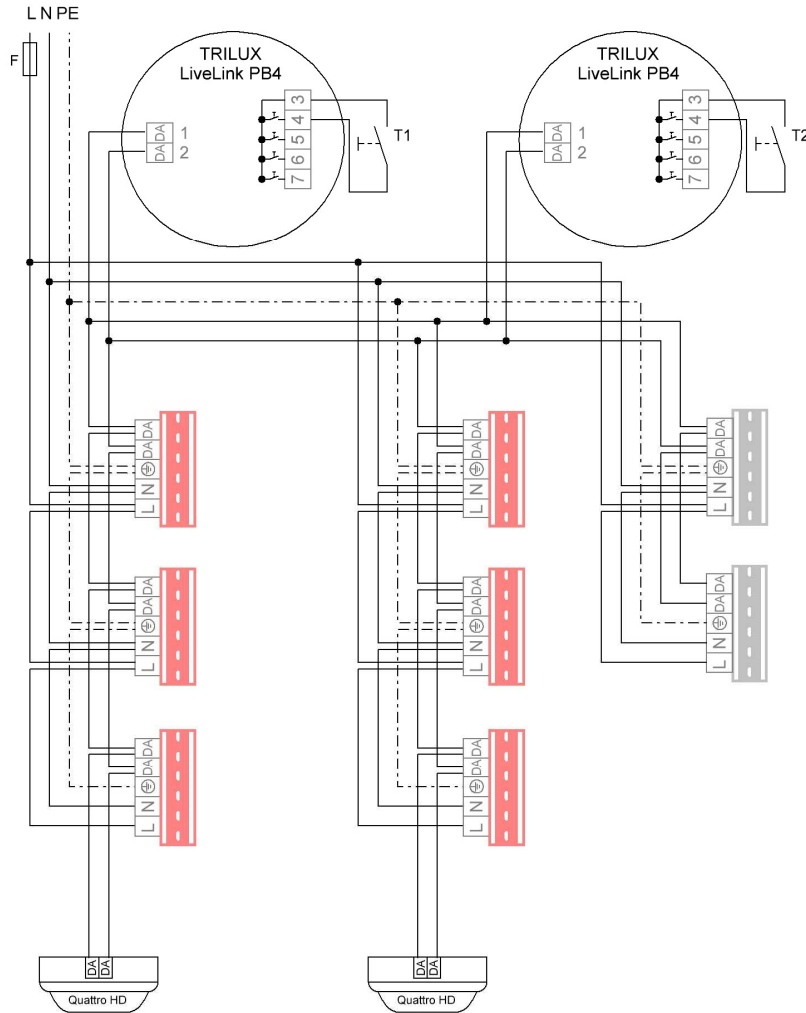 L N PE
F
TRILUX
LiveLink PB4
DA 1
DA 2
3
4
5
6
7
T1
TRILUX
LiveLink PB4
DA 1
DA 2
3
4
5
6
7
T2
DA
DA
N
L
DA
DA
N
L
DA
DA
N
L
DA
DA
N
L
DA
DA
N
L
DA
DA
N
L
DA
DA
N
L
DA
DA
N
L
DA DA
Quattro HD
DA DA
Quattro HD